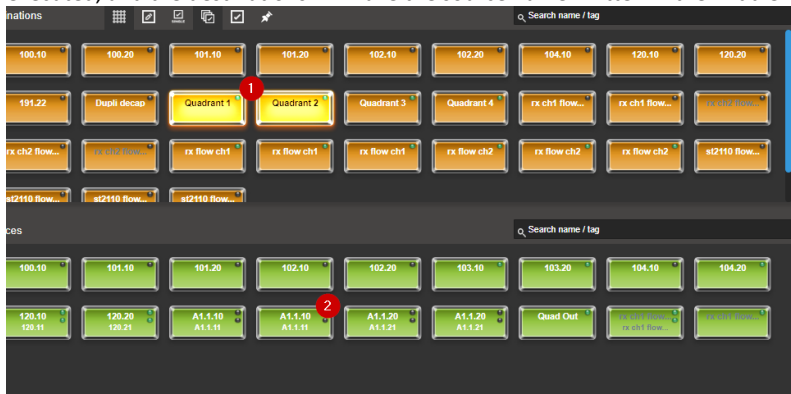 nations
Search name / tag
100.10 100.20 101.10 101.20 102.10 102.20 104.10 120.10 120.20
1
191.22 Dupli decap Quadrant 1 Quadrant 2 Quadrant 3 Quadrant 4 rx ch1 flow... rx ch1 flow... rx ch2 flow...
rx ch2 flow... rx ch2 flow... rx flow ch1 rx flow ch1 rx flow ch1 rx flow ch2 rx flow ch2 rx flow ch2 st2110 flow...
st2110 flow... st2110 flow... st2110 flow...
ces
Search name / tag
100.10 101.10 101.20 102.10 102.20 103.10 103.20 104.10 104.20
2
120.10 120.20 A1.1.10 A1.1.10 A1.1.20 A1.1.20 Quad Out rx ch1 flow... rx ch1 flow...
120.11 120.21 A1.1.11 A1.1.11 A1.1.21 A1.1.21 rx ch1 flow...